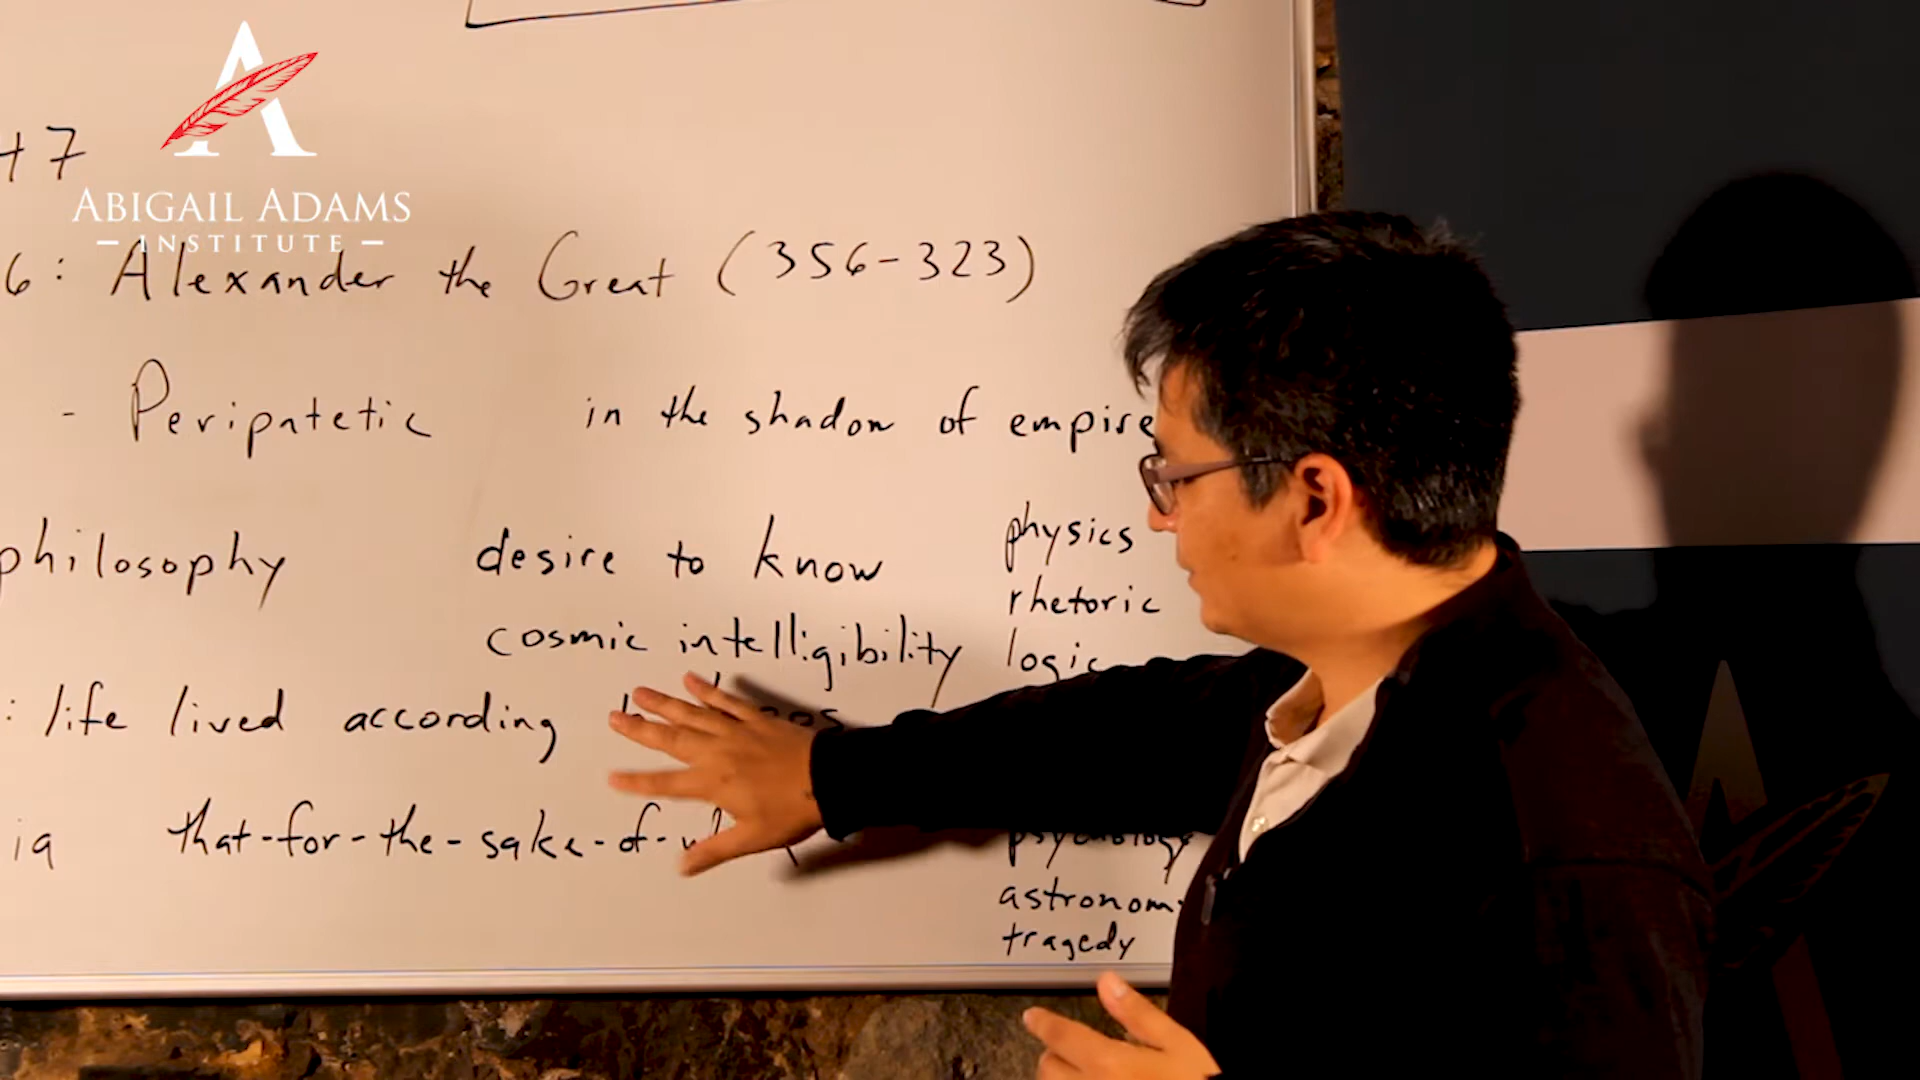 47
ABIGAIL ADAMS
INSTITUTE
6: Alexander the Great (356-323)
- Peripatetic in the shadow of empire
philosophy desire to know physics
rhetoric
cosmic intelligibility logic
: life lived according
ia that-for-the-sake-of- psychology
astronom
tragedy